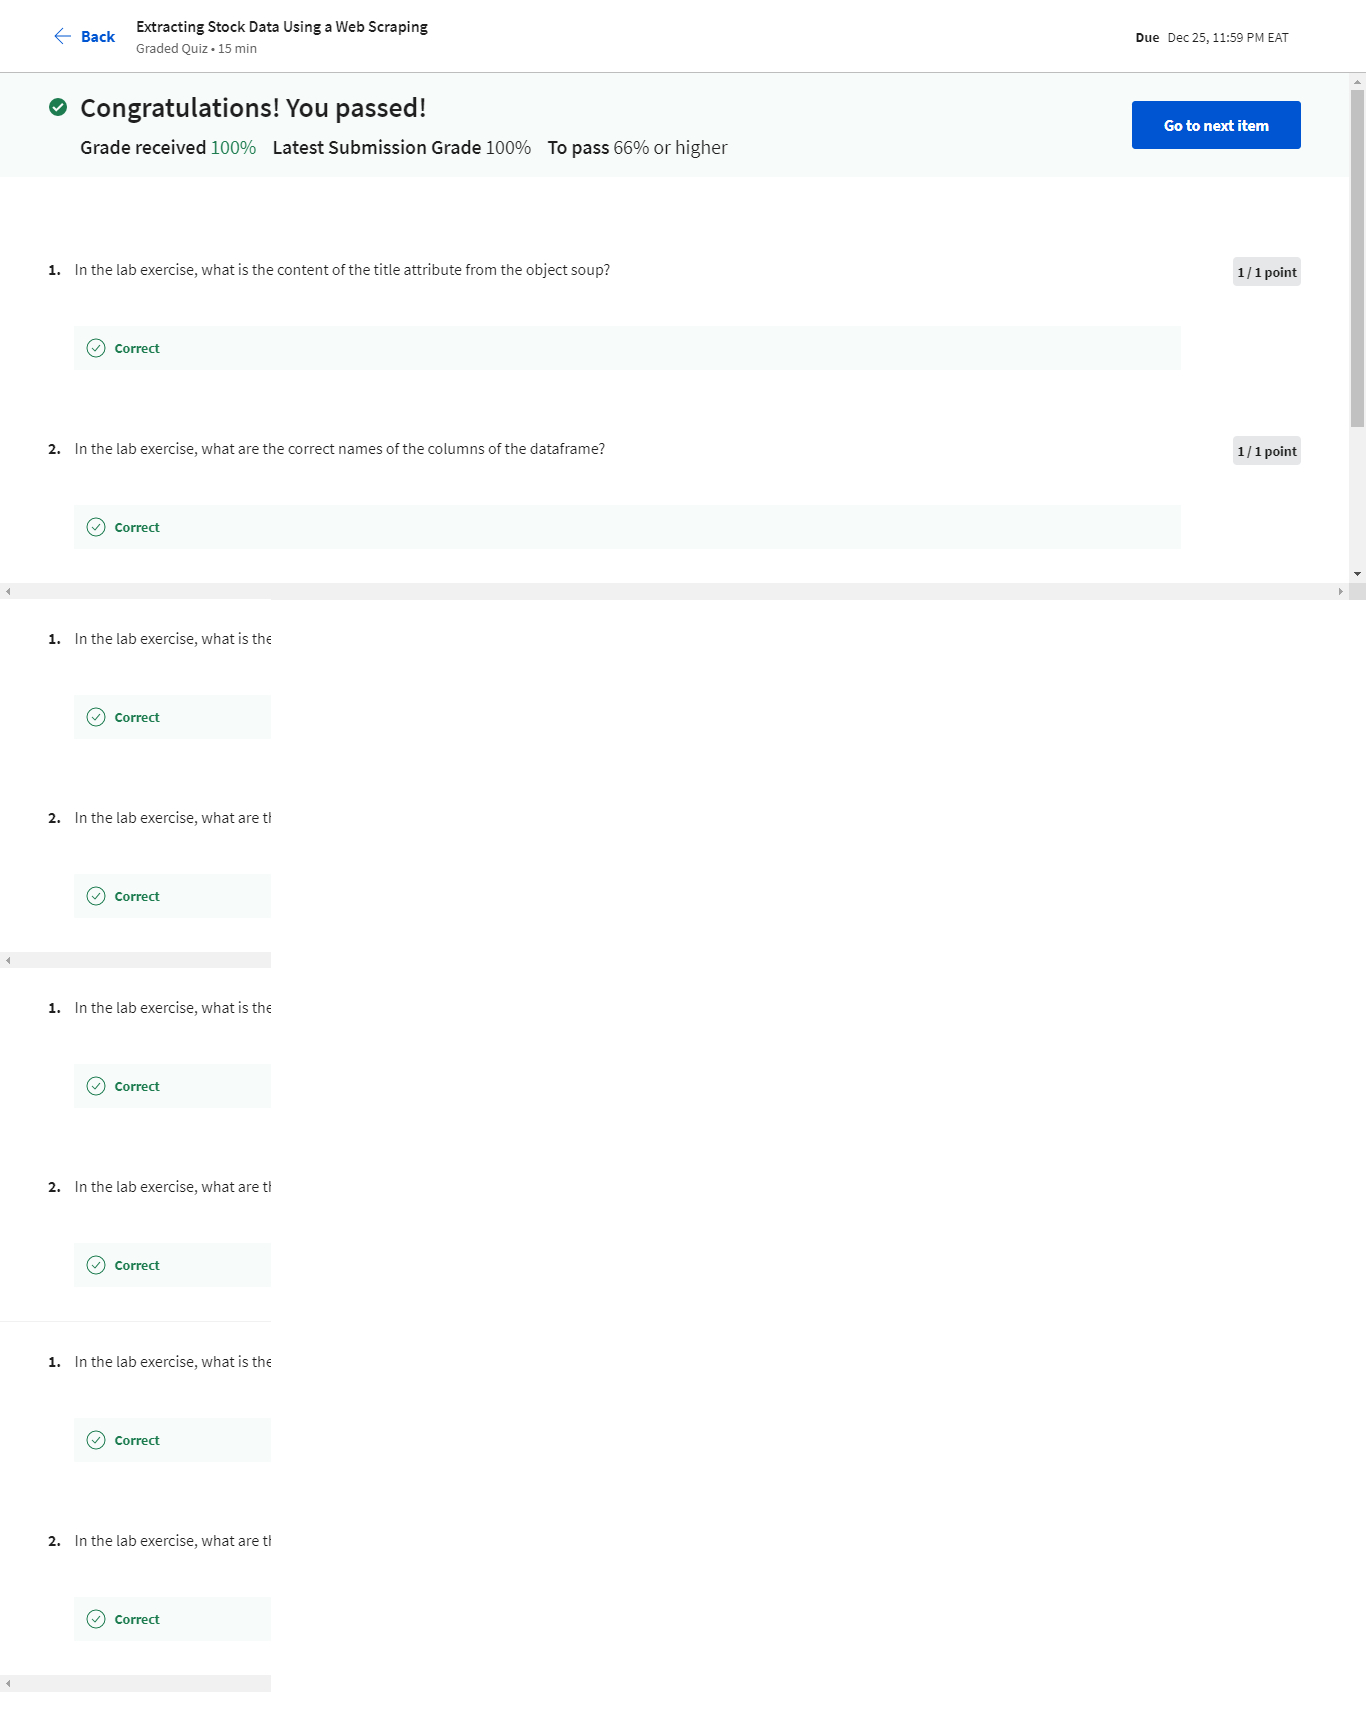 Back
Extracting Stock Data Using a Web Scraping
Graded Quiz • 15 min
Due Dec 25, 11:59 PM EAT
Congratulations! You passed!
Grade received 100% Latest Submission Grade 100% To pass 66% or higher
Go to next item
1. In the lab exercise, what is the content of the title attribute from the object soup?
1 / 1 point
Correct
2. In the lab exercise, what are the correct names of the columns of the dataframe?
1 / 1 point
Correct
1. In the lab exercise, what is the
Correct
2. In the lab exercise, what are
Correct
1. In the lab exercise, what is the
Correct
2. In the lab exercise, what are
Correct
1. In the lab exercise, what is the
Correct
2. In the lab exercise, what are
Correct